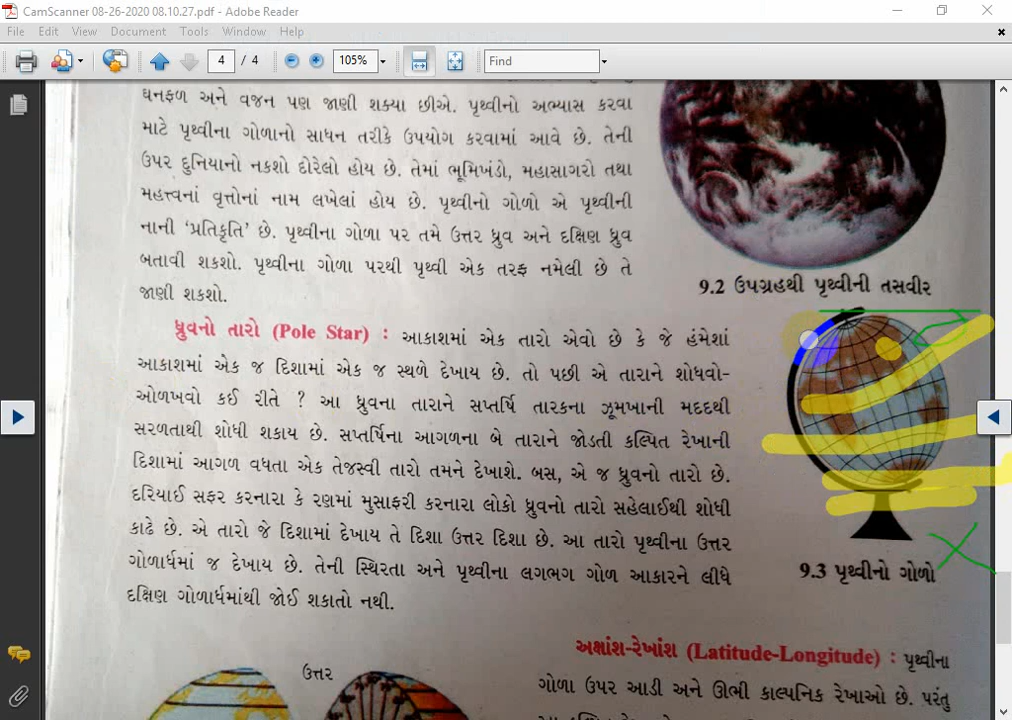 CamScanner 08-26-2020 08.10.27.pdf - Adobe Reader
File Edit View Document Tools Window Help
4 / 4 105% Find
ઘનફળ અને વજન પણ જાણી શક્યા છીએ. પૃથ્વીનો અભ્યાસ કરવા
માટે પૃથ્વીના ગોળાનો સાધન તરીકે ઉપયોગ કરવામાં આવે છે. તેની
ઉપર દુનિયાનો નકશો દોરેલો હોય છે. તેમાં ભૂમિખંડો, મહાસાગરો તથા
મહત્ત્વનાં વૃત્તોનાં નામ લખેલાં હોય છે. પૃથ્વીનો ગોળો એ પૃથ્વીની
નાની ‘પ્રતિકૃતિ’ છે. પૃથ્વીના ગોળા પર તમે ઉત્તર ધ્રુવ અને દક્ષિણ ધ્રુવ
બતાવી શકશો. પૃથ્વીના ગોળા પરથી પૃથ્વી એક તરફ નમેલી છે તે
જાણી શકશો.
9.2 ઉપગ્રહથી પૃથ્વીની તસવીર
ધ્રુવનો તારો (Pole Star) : આકાશમાં એક તારો એવો છે કે જે હંમેશાં
આકાશમાં એક જ દિશામાં એક જ સ્થળે દેખાય છે. તો પછી એ તારાને શોધવો-
ઓળખવો કઈ રીતે ? આ ધ્રુવના તારાને સપ્તર્ષિ તારકના ઝૂમખાની મદદથી
સરળતાથી શોધી શકાય છે. સપ્તર્ષિના આગળના બે તારાને જોડતી કલ્પિત રેખાની
દિશામાં આગળ વધતા એક તેજસ્વી તારો તમને દેખાશે. બસ, એ જ ધ્રુવનો તારો છે.
દરિયાઈ સફર કરનારા કે રણમાં મુસાફરી કરનારા લોકો ધ્રુવનો તારો સહેલાઈથી શોધી
કાઢે છે. એ તારો જે દિશામાં દેખાય તે દિશા ઉત્તર દિશા છે. આ તારો પૃથ્વીના ઉત્તર
ગોળાર્ધમાં જ દેખાય છે. તેની સ્થિરતા અને પૃથ્વીના લગભગ ગોળ આકારને લીધે
દક્ષિણ ગોળાર્ધમાંથી જોઈ શકાતો નથી.
9.3 પૃથ્વીનો ગોળો
અક્ષાંશ-રેખાંશ (Latitude-Longitude) : પૃથ્વીના
ગોળા ઉપર આડી અને ઊભી કાલ્પનિક રેખાઓ છે. પરંતુ
ઉત્તર